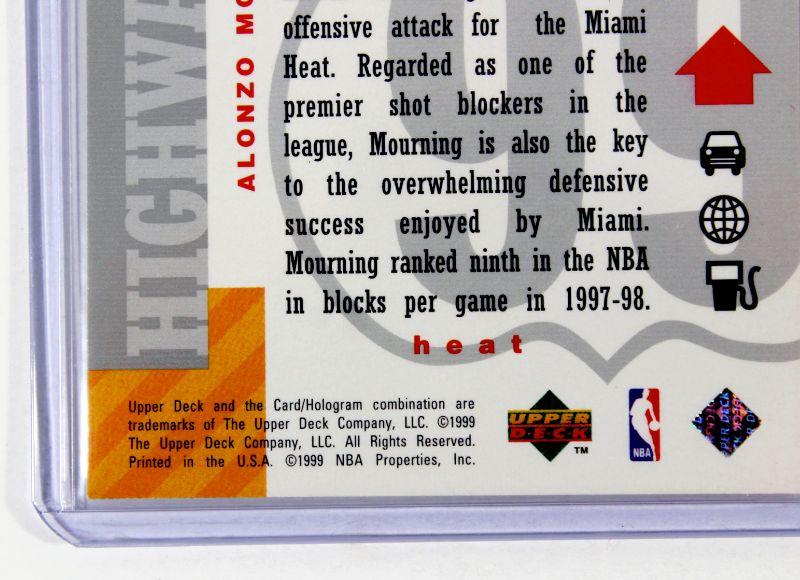 HIGHWA
ALONZO MO
offensive attack for the Miami
Heat. Regarded as one of the
premier shot blockers in the
league, Mourning is also the key
to the overwhelming defensive
success enjoyed by Miami.
Mourning ranked ninth in the NBA
in blocks per game in 1997-98.
heat
99
Upper Deck and the Card/Hologram combination are
trademarks of The Upper Deck Company, LLC. ©1999
The Upper Deck Company, LLC. All Rights Reserved.
Printed in the U.S.A. ©1999 NBA Properties, Inc.
UPPER
DECK
TM
NBA
PER DECK